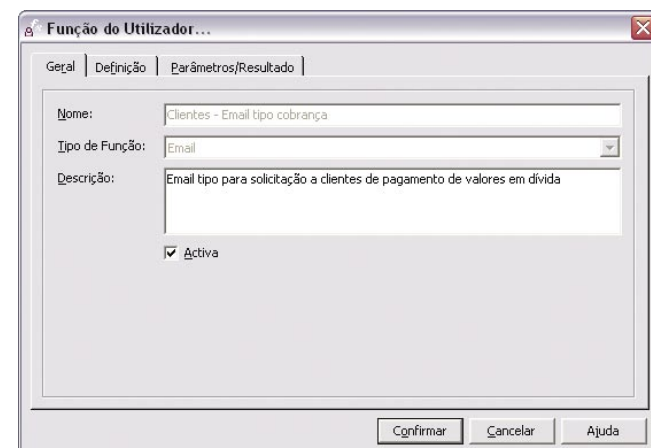 Função do Utilizador...
Geral Definição Parâmetros/Resultado
Nome: Clientes - Email tipo cobrança
Tipo de Função: Email
Descrição: Email tipo para solicitação a clientes de pagamento de valores em dívida
Activa
Confirmar Cancelar Ajuda